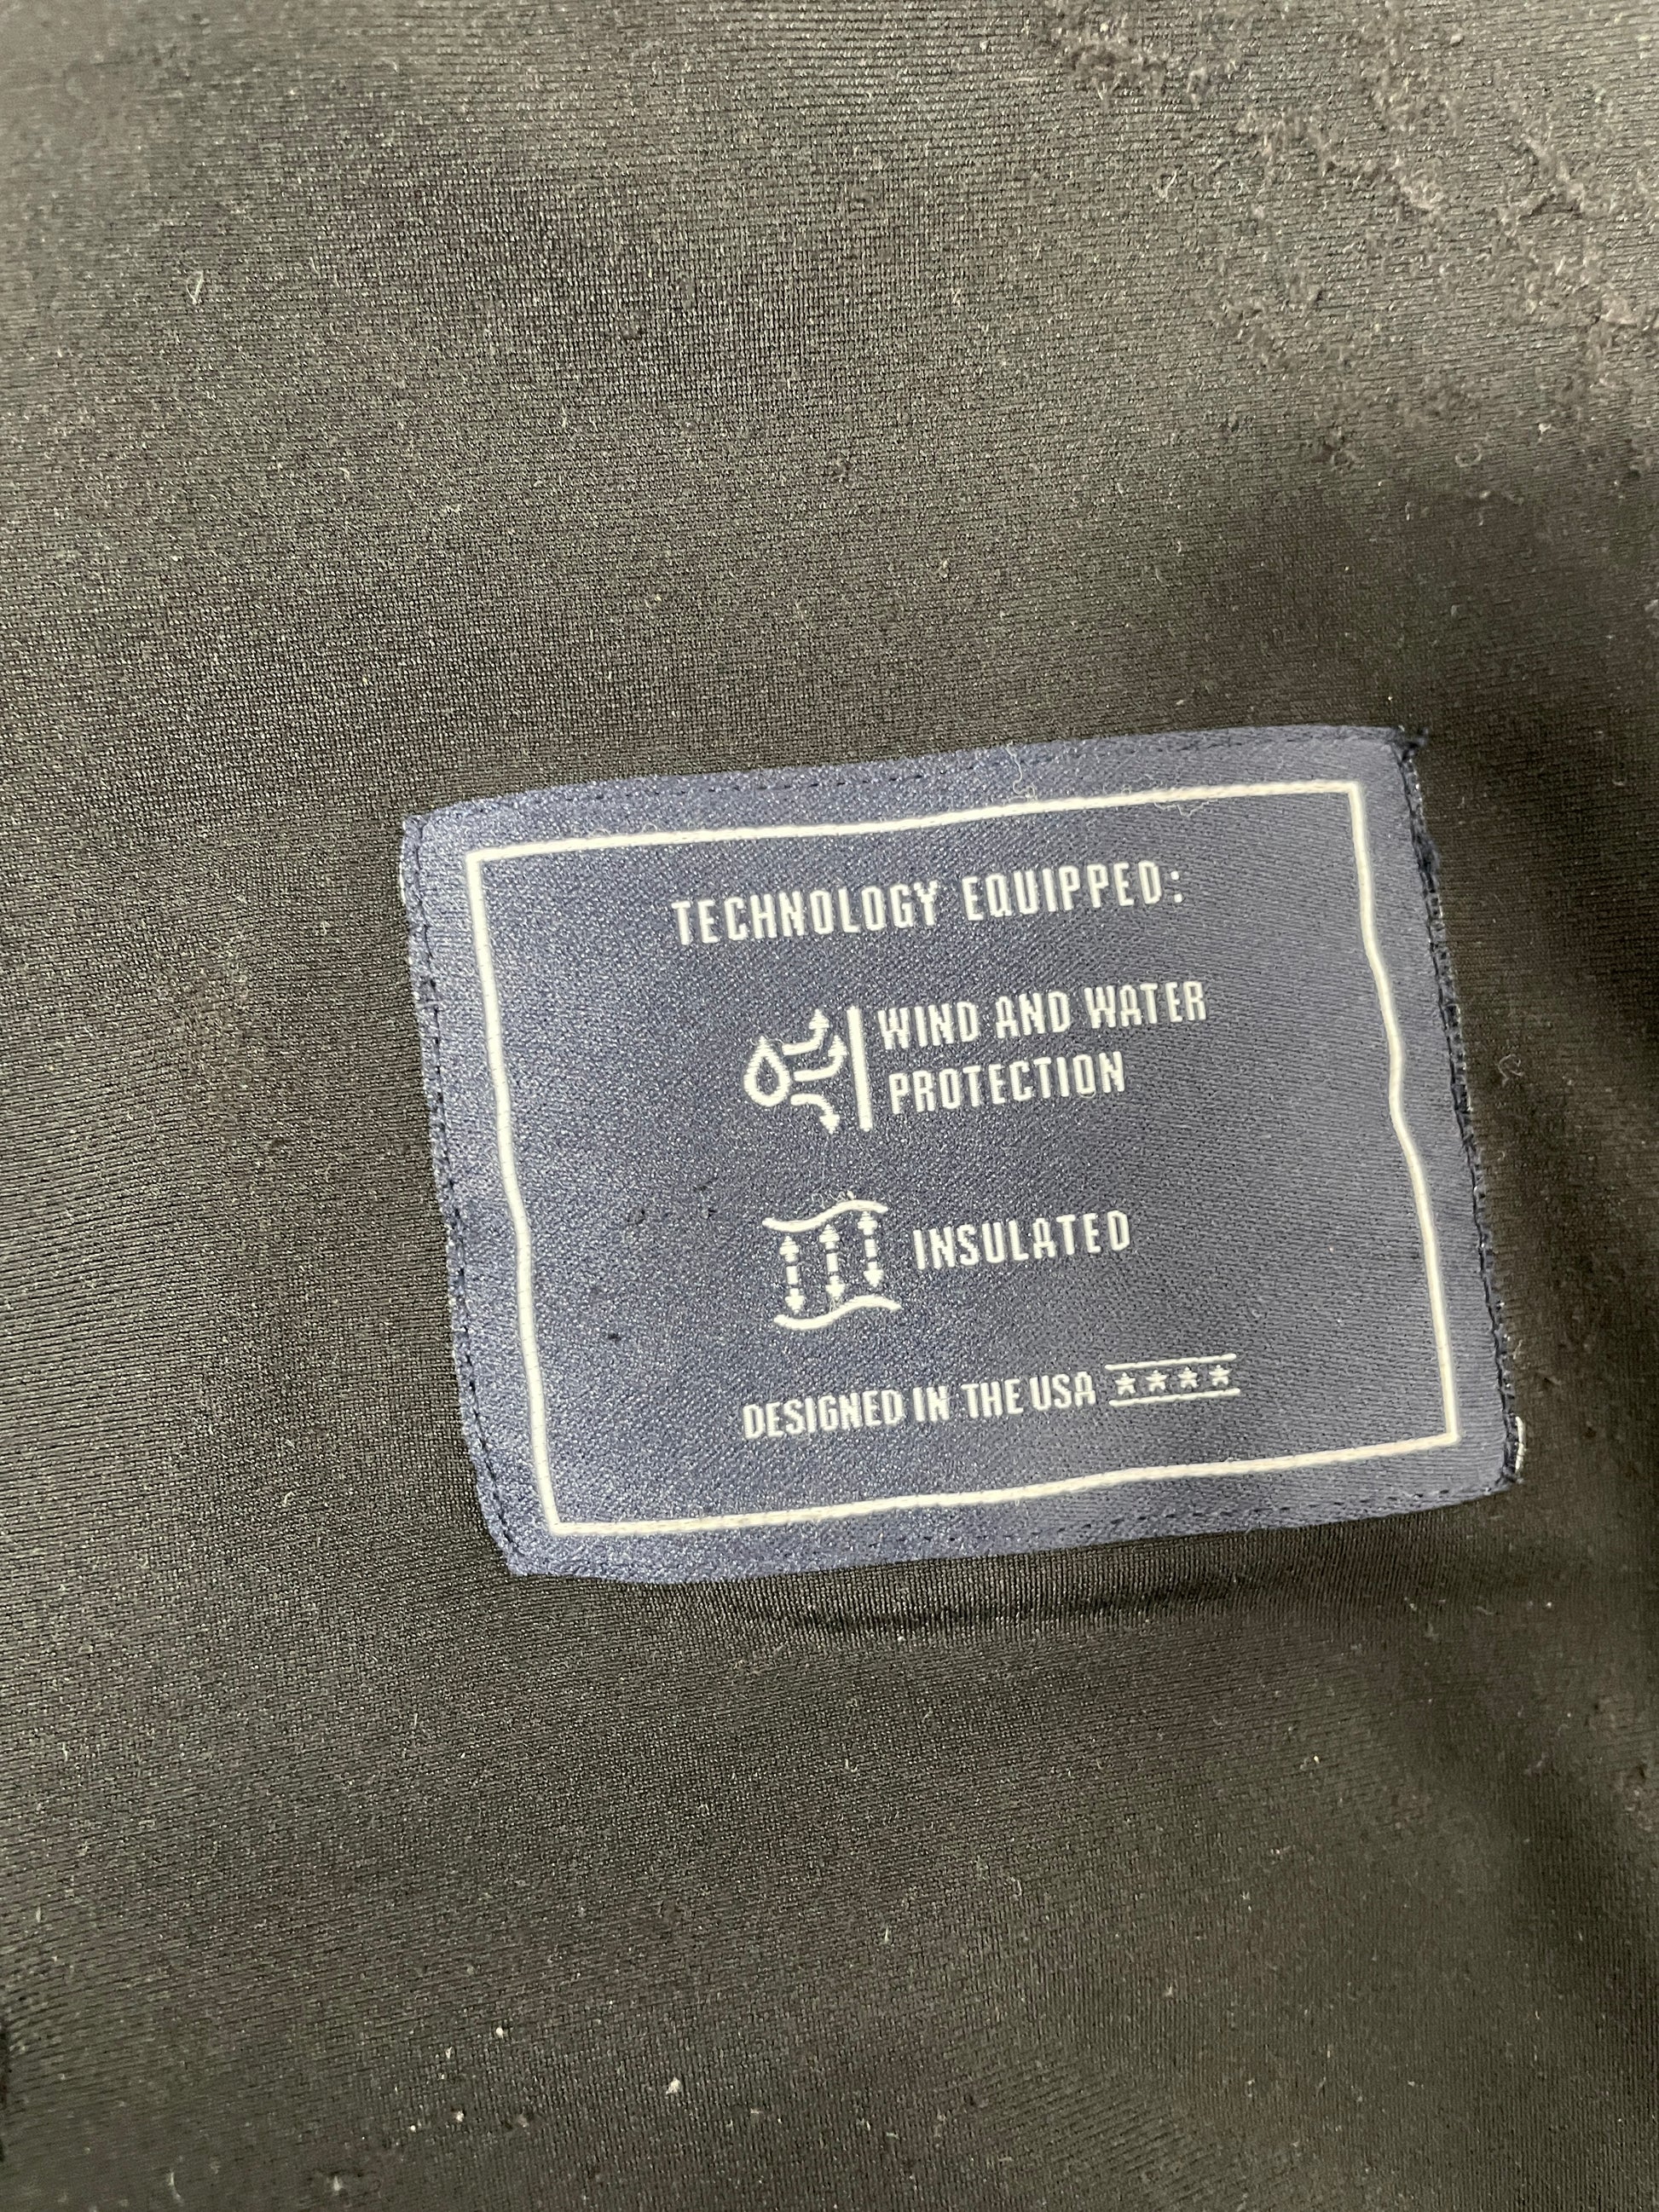 TECHNOLOGY EQUIPPED:
WIND AND WATER
PROTECTION
INSULATED
DESIGNED IN THE USA